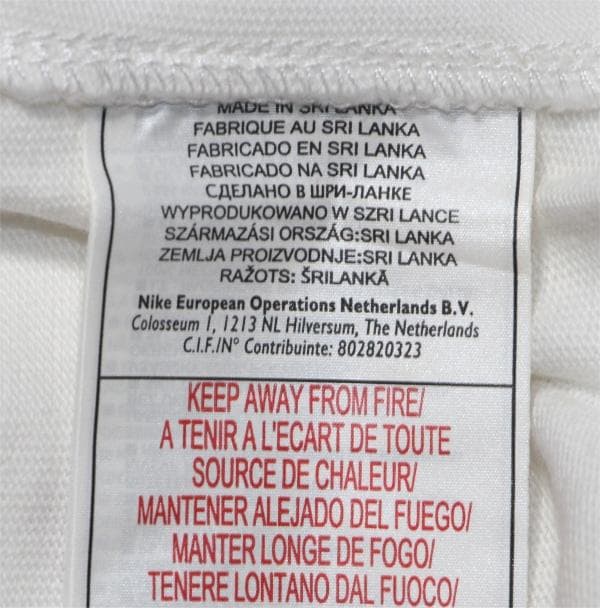 MADE IN SRI LANKA
FABRIQUE AU SRI LANKA
FABRICADO EN SRI LANKA
FABRICADO NA SRI LANKA
СДЕЛАНО В ШРИ-ЛАНКЕ
WYPRODUKOWANO W SZRI LANCE
SZÁRMAZÁSI ORSZÁG:SRI LANKA
ZEMLJA PROIZVODNJE:SRI LANKA
RAŽOTS: ŠRILANKĀ
Nike European Operations Netherlands B.V.
Colosseum 1, 1213 NL Hilversum, The Netherlands
C.I.F./N° Contribuinte: 802820323
KEEP AWAY FROM FIRE/
A TENIR A L'ECART DE TOUTE
SOURCE DE CHALEUR/
MANTENER ALEJADO DEL FUEGO/
MANTER LONGE DE FOGO/
TENERE LONTANO DAL FUOCO/